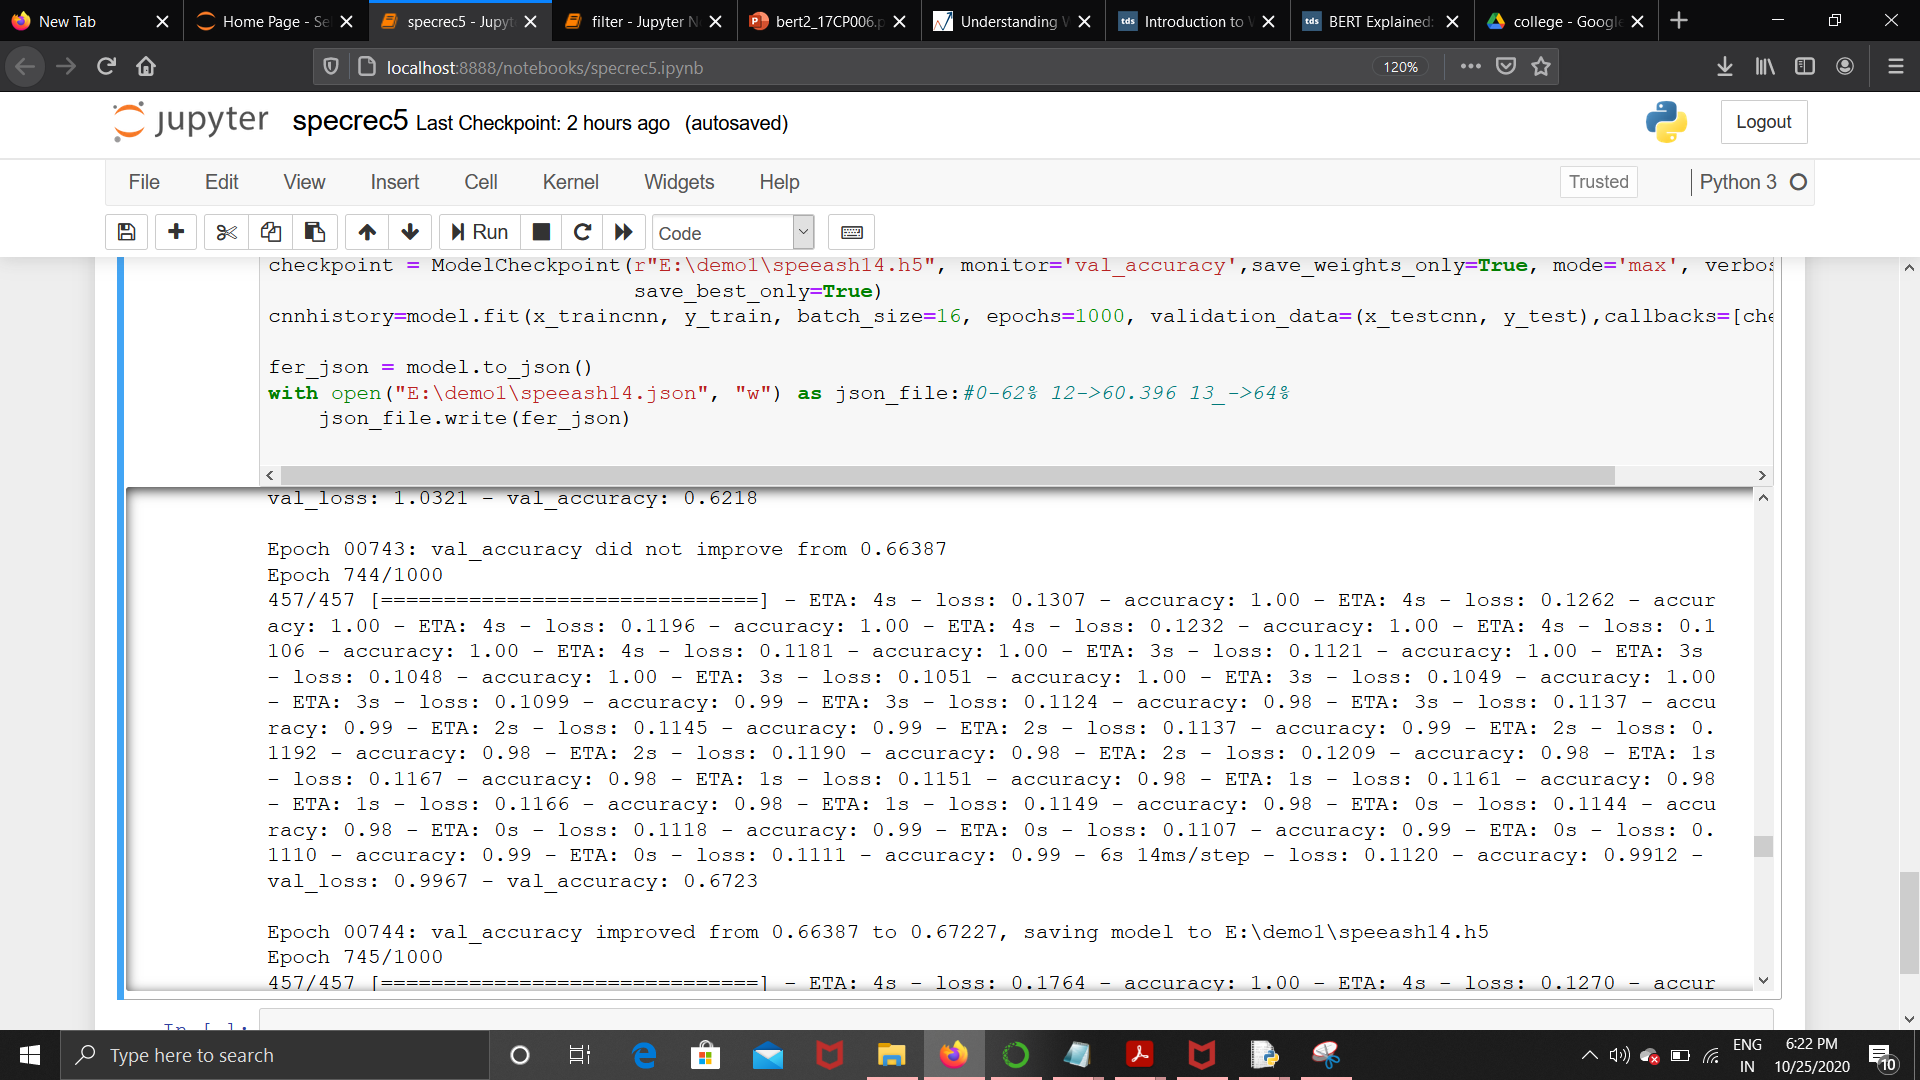 New Tab
Home Page - Se
specrec5 - Jupyt
filter - Jupyter N
bert2_17CP006.p
Understanding
Introduction to
BERT Explained:
college - Google
localhost:8888/notebooks/specrec5.ipynb
120%
jupyter
specrec5 Last Checkpoint: 2 hours ago (autosaved)
Logout
File Edit View Insert Cell Kernel Widgets Help
Trusted
Python 3
Run
Code
checkpoint = ModelCheckpoint(r"E:\demo1\speeash14.h5", monitor='val_accuracy',save_weights_only=True, mode='max', verbos
save_best_only=True)
cnnhistory=model.fit(x_traincnn, y_train, batch_size=16, epochs=1000, validation_data=(x_testcnn, y_test),callbacks=[che
fer_json = model.to_json()
with open("E:\demo1\speeash14.json", "w") as json_file:#0-62% 12->60.396 13_->64%
json_file.write(fer_json)
val_loss: 1.0321 - val_accuracy: 0.6218
Epoch 00743: val_accuracy did not improve from 0.66387
Epoch 744/1000
457/457 [==============================] - ETA: 4s - loss: 0.1307 - accuracy: 1.00 - ETA: 4s - loss: 0.1262 - accur
acy: 1.00 - ETA: 4s - loss: 0.1196 - accuracy: 1.00 - ETA: 4s - loss: 0.1232 - accuracy: 1.00 - ETA: 4s - loss: 0.1
106 - accuracy: 1.00 - ETA: 4s - loss: 0.1181 - accuracy: 1.00 - ETA: 3s - loss: 0.1121 - accuracy: 1.00 - ETA: 3s
- loss: 0.1048 - accuracy: 1.00 - ETA: 3s - loss: 0.1051 - accuracy: 1.00 - ETA: 3s - loss: 0.1049 - accuracy: 1.00
- ETA: 3s - loss: 0.1099 - accuracy: 0.99 - ETA: 3s - loss: 0.1124 - accuracy: 0.98 - ETA: 3s - loss: 0.1137 - accu
racy: 0.99 - ETA: 2s - loss: 0.1145 - accuracy: 0.99 - ETA: 2s - loss: 0.1137 - accuracy: 0.99 - ETA: 2s - loss: 0.
1192 - accuracy: 0.98 - ETA: 2s - loss: 0.1190 - accuracy: 0.98 - ETA: 2s - loss: 0.1209 - accuracy: 0.98 - ETA: 1s
- loss: 0.1167 - accuracy: 0.98 - ETA: 1s - loss: 0.1151 - accuracy: 0.98 - ETA: 1s - loss: 0.1161 - accuracy: 0.98
- ETA: 1s - loss: 0.1166 - accuracy: 0.98 - ETA: 1s - loss: 0.1149 - accuracy: 0.98 - ETA: 0s - loss: 0.1144 - accu
racy: 0.98 - ETA: 0s - loss: 0.1118 - accuracy: 0.99 - ETA: 0s - loss: 0.1107 - accuracy: 0.99 - ETA: 0s - loss: 0.
1110 - accuracy: 0.99 - ETA: 0s - loss: 0.1111 - accuracy: 0.99 - 6s 14ms/step - loss: 0.1120 - accuracy: 0.9912 -
val_loss: 0.9967 - val_accuracy: 0.6723
Epoch 00744: val_accuracy improved from 0.66387 to 0.67227, saving model to E:\demo1\speeash14.h5
Epoch 745/1000
457/457 [==============================] - ETA: 4s - loss: 0.1764 - accuracy: 1.00 - ETA: 4s - loss: 0.1270 - accur
In [ ]:
Type here to search
ENG
IN
6:22 PM
10/25/2020
10